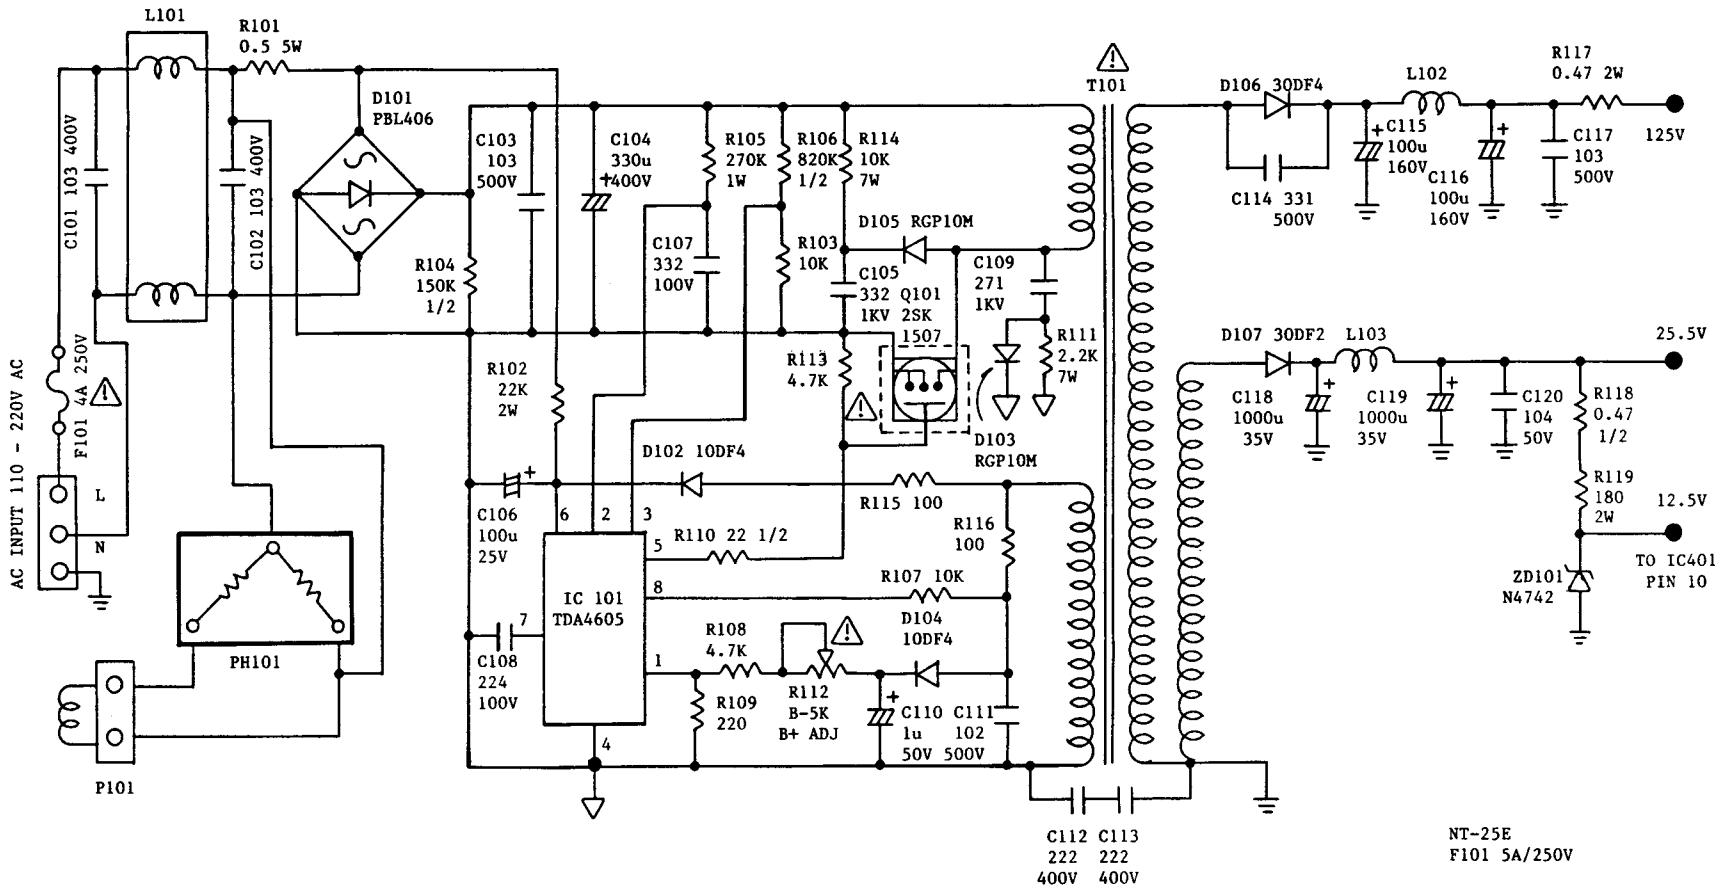 L101
R101
0.5 5W
D101
PBL406
C101 103 400V
C102 103 400V
C103
103
500V
C104
330u
400V
+
R105
270K
1W
R106
820K
1/2
R114
10K
7W
T101
D106 30DF4
L102
R117
0.47 2W
+
C115
100u
160V
+
C116
100u
160V
C117
103
500V
125V
C114 331
500V
R104
150K
1/2
C107
332
100V
R103
10K
D105 RGP10M
C105
332
1KV
Q101
2SK
1507
C109
271
1KV
R111
2.2K
7W
D103
RGP10M
R113
4.7K
R102
22K
2W
D102 10DF4
R115 100
R116
100
D107 30DF2
L103
25.5V
+
C118
1000u
35V
+
C119
1000u
35V
C120
104
50V
R118
0.47
1/2
R119
180
2W
12.5V
TO IC401
PIN 10
ZD101
N4742
AC INPUT 110 - 220V AC
F101 4A 250V
L
N
PH101
P101
+
C106
100u
25V
6
2
3
5
8
1
7
4
IC 101
TDA4605
R110 22 1/2
R107 10K
D104
10DF4
C108
224
100V
R108
4.7K
R109
220
R112
B-5K
B+ ADJ
+
C110
1u
50V
C111
102
500V
C112
222
400V
C113
222
400V
NT-25E
F101 5A/250V